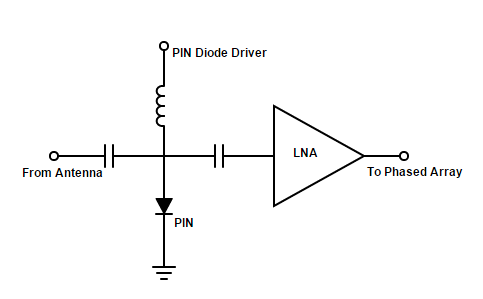 PIN Diode Driver
LNA
From Antenna
To Phased Array
PIN